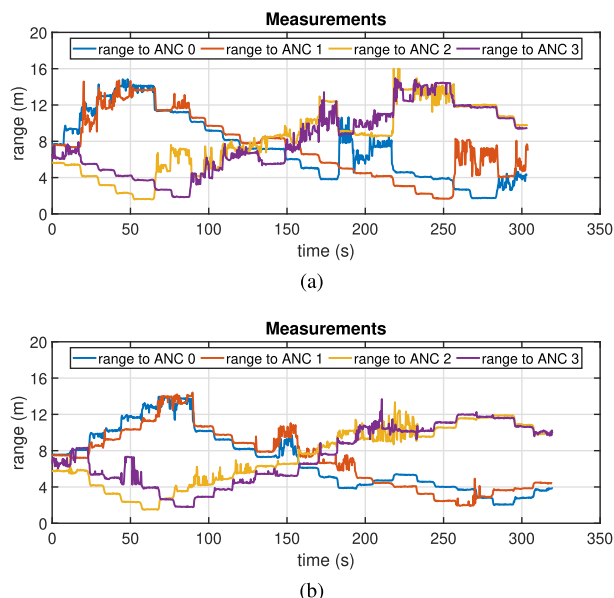 Measurements
20
16
12
8
4
0
range (m)
range to ANC 0 range to ANC 1 range to ANC 2 range to ANC 3
0 50 100 150 200 250 300 350
time (s)
(a)
Measurements
20
16
12
8
4
0
range (m)
range to ANC 0 range to ANC 1 range to ANC 2 range to ANC 3
0 50 100 150 200 250 300 350
time (s)
(b)